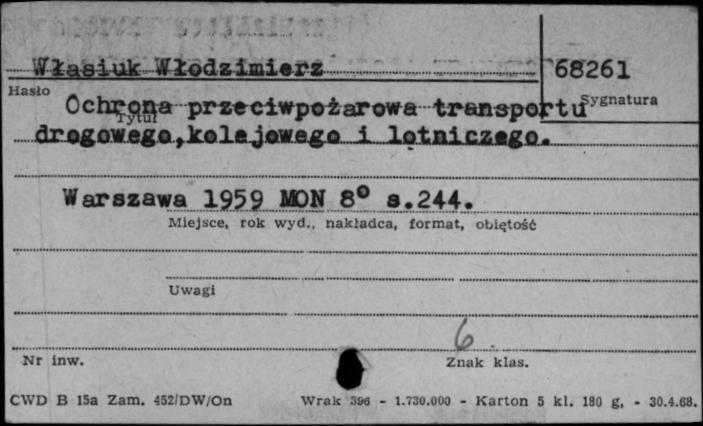 Własiuk Włodzimierz
68261
Hasło
Sygnatura
Ochrona przeciwpożarowa transportu
Tytuł
drogowego,kolejowego i lotniczego.
Warszawa 1959 MON 8° s.244.
Miejsce, rok wyd., nakładca, format, objętość
Uwagi
6
Nr inw.
Znak klas.
CWD B 15a Zam. 452/DW/On Wrak 396 - 1.730.000 - Karton 5 kl. 180 g. - 30.4.68.